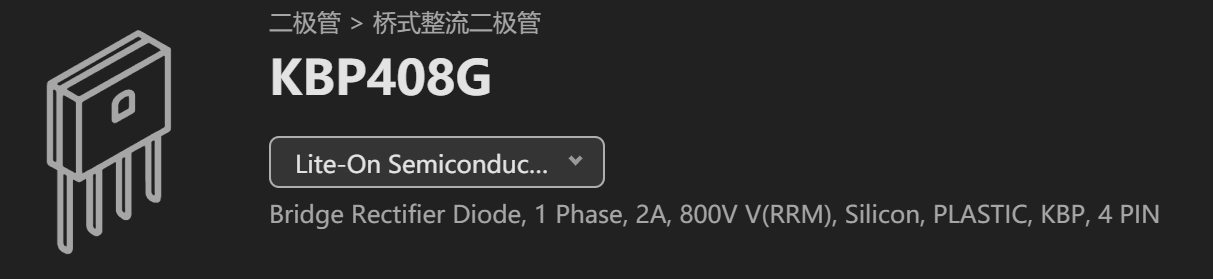 二极管 > 桥式整流二极管
KBP408G
Lite-On Semiconduc...
Bridge Rectifier Diode, 1 Phase, 2A, 800V V(RRM), Silicon, PLASTIC, KBP, 4 PIN